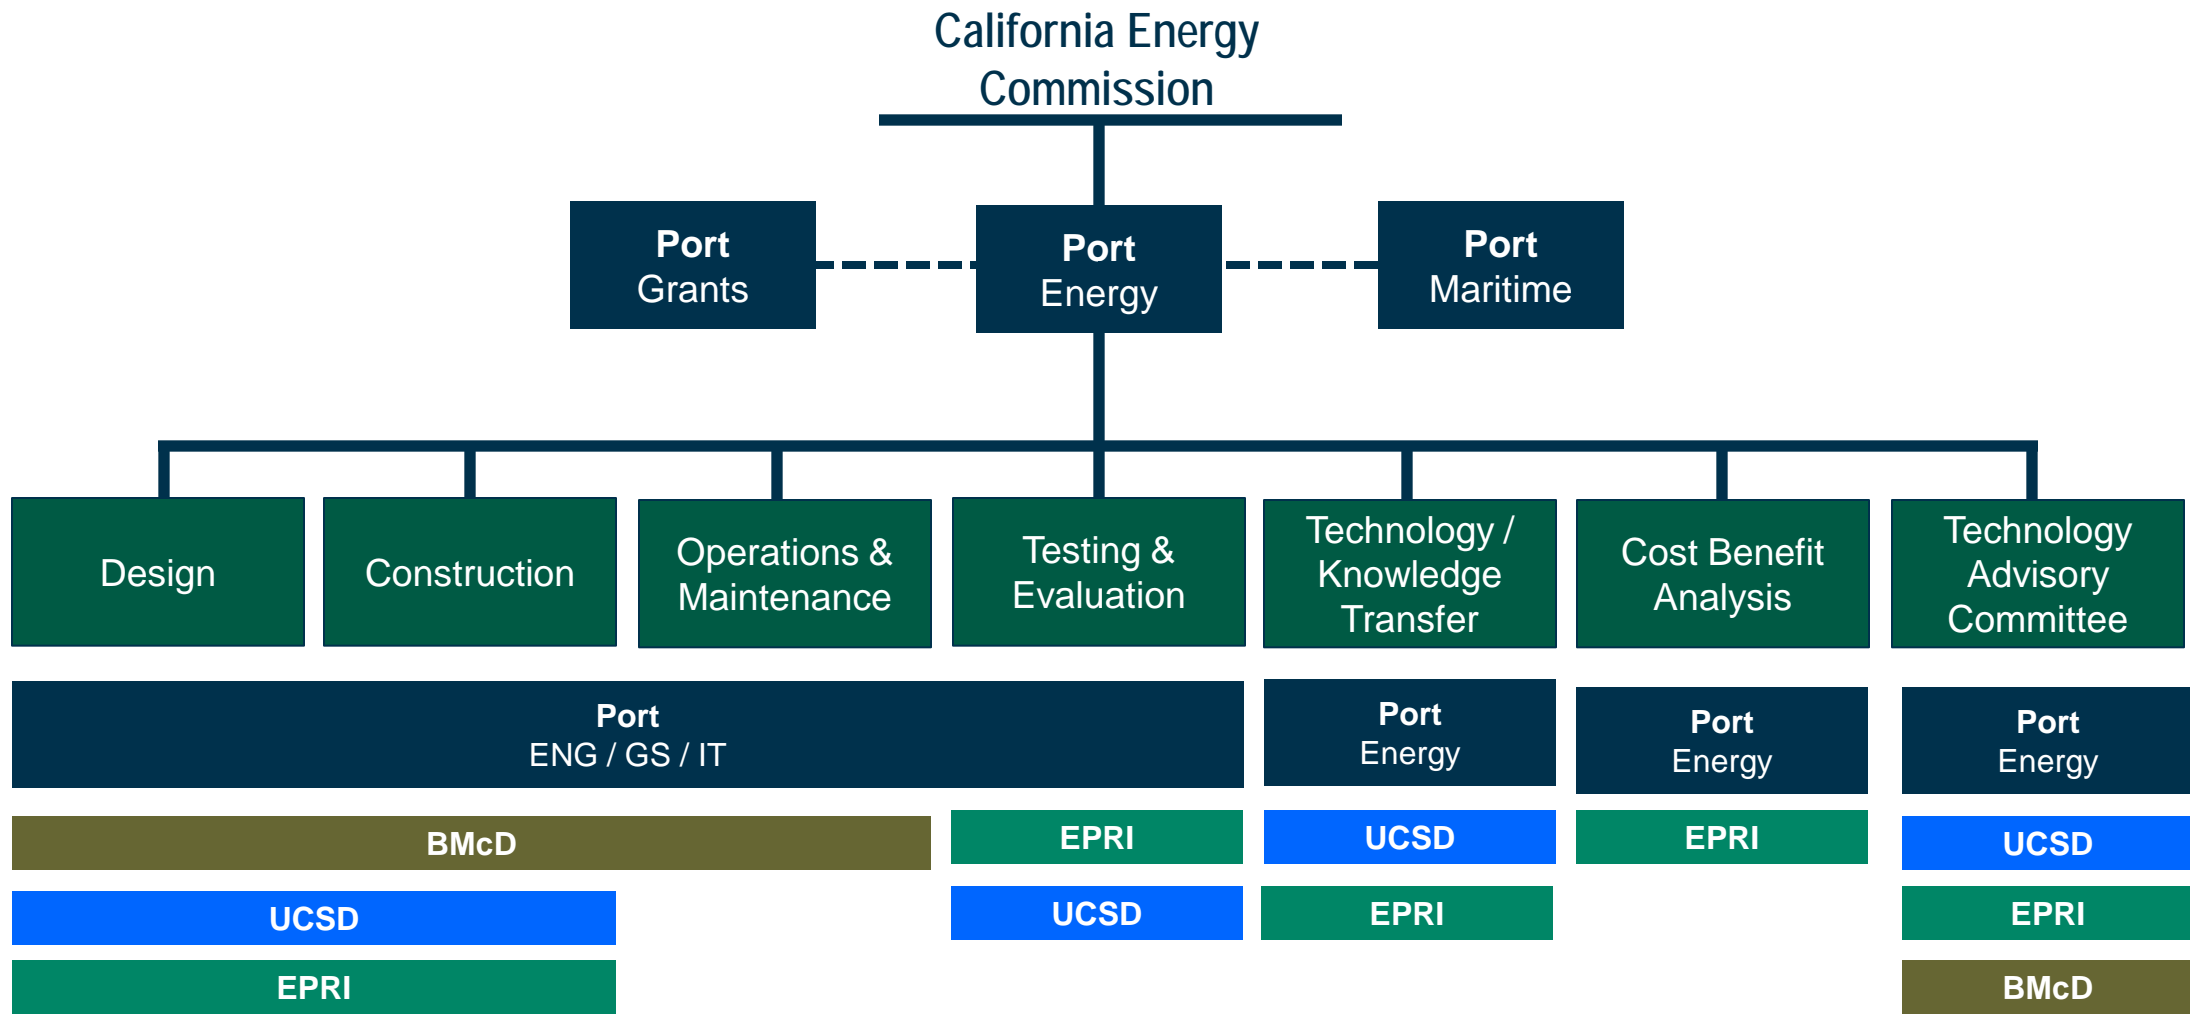 California Energy
Commission
Port
Grants
Port
Energy
Port
Maritime
Design
Construction
Operations &
Maintenance
Testing &
Evaluation
Technology /
Knowledge
Transfer
Cost Benefit
Analysis
Technology
Advisory
Committee
Port
ENG / GS / IT
Port
Energy
Port
Energy
Port
Energy
BMcD
EPRI
UCSD
EPRI
UCSD
UCSD
UCSD
EPRI
EPRI
EPRI
BMcD